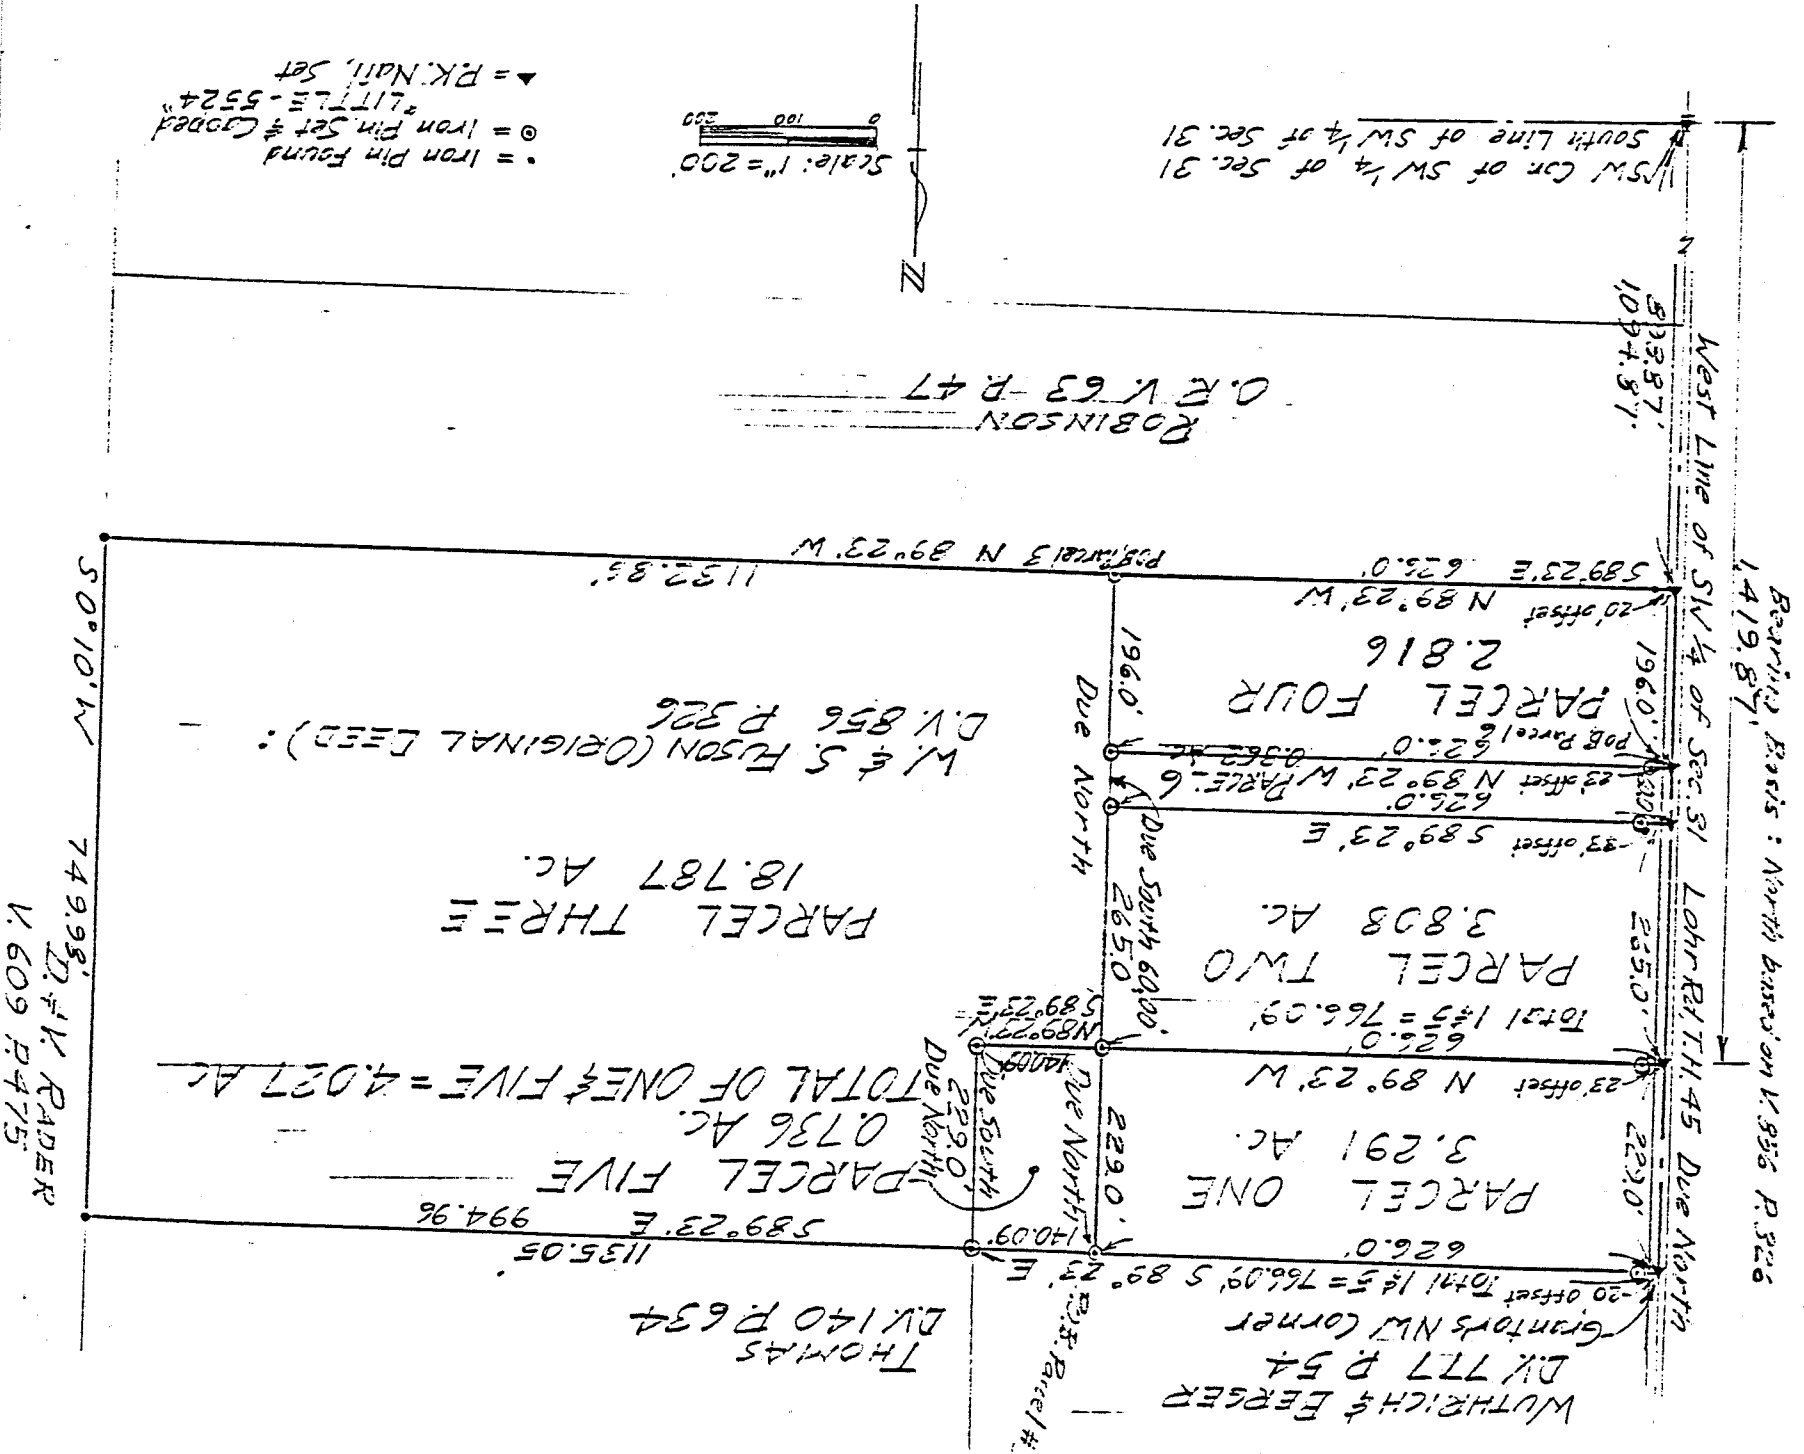 WUTHRICH & BERGER
D.V. 777 P. 54
Grantor's NW Corner
20' offset Total 1&5 = 766.09' S 89° 23' E
626.0'
140.09'
THOMAS
D.V. 140 P. 634
1135.05'
S 89° 23' E 994.96
P.O.B. Parcel #
PARCEL ONE
3.291 Ac.
229.0'
229.0'
Due North
23' offset N 89° 23' W
626.0'
Total 1&5 = 766.09'
PARCEL FIVE
0.736 Ac.
TOTAL OF ONE & FIVE = 4.027 Ac
Due South
229.0'
Due North
140.09'
N 89° 23' W
S 89° 23' E
PARCEL TWO
3.808 Ac.
265.0'
265.0'
Due South 60.00'
33' offset S 89° 23' E
626.0'
PARCEL 6
23' offset N 89° 23' W
0.362 Ac
626.0'
P.O.B. Parcel 6
PARCEL THREE
18.787 Ac.
W. & S. FUSON (ORIGINAL DEED):
D.V. 856 P. 326
Due North
PARCEL FOUR
2.816
196.0'
196.0'
20' offset N 89° 23' W
S 89° 23' E 626.0'
P.O.B. Parcel 3 N 89° 23' W
1132.86'
S 0° 10' W 749.98'
D. & V. RADER
V. 609 P. 475
ROBINSON
O.R. V. 63 P. 47
West Line of SW 1/4 of Sec. 31 Lohr Rd. T.H. 45 Due North
Bearing Basis: North based on V. 856 P. 326
1,419.87'
898.87'
1,094.87'
SW Cor. of SW 1/4 of Sec. 31
South Line of SW 1/4 of Sec. 31
N
Scale: 1" = 200'
0 100 200
• = Iron Pin Found
⊙ = Iron Pin Set & Capped
"LITTLE-5524"
▲ = P.K. Nail, Set